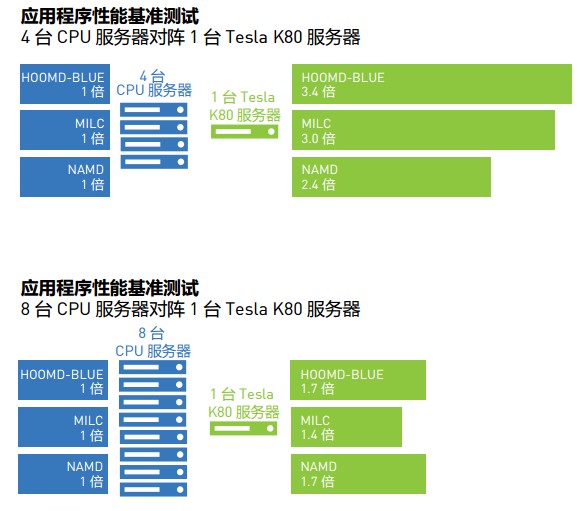 应用程序性能基准测试
4 台 CPU 服务器对阵 1 台 Tesla K80 服务器
HOOMD-BLUE
1 倍
MILC
1 倍
NAMD
1 倍
4 台
CPU 服务器
1 台 Tesla
K80 服务器
HOOMD-BLUE
3.4 倍
MILC
3.0 倍
NAMD
2.4 倍
应用程序性能基准测试
8 台 CPU 服务器对阵 1 台 Tesla K80 服务器
HOOMD-BLUE
1 倍
MILC
1 倍
NAMD
1 倍
8 台
CPU 服务器
1 台 Tesla
K80 服务器
HOOMD-BLUE
1.7 倍
MILC
1.4 倍
NAMD
1.7 倍